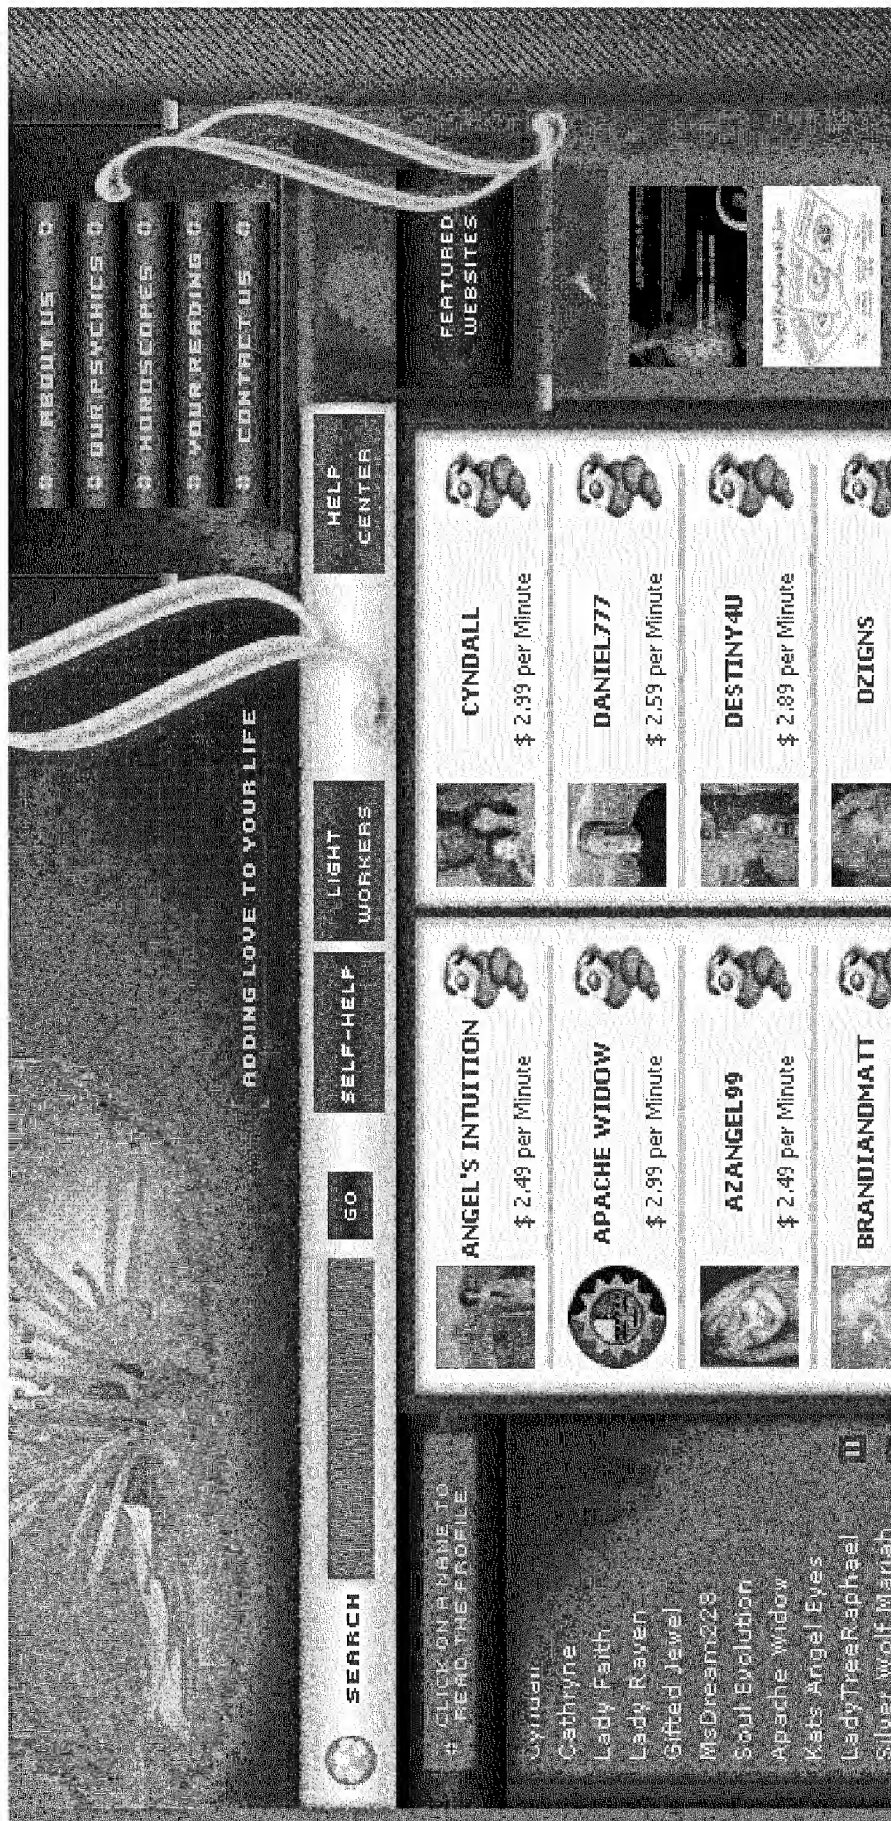 ABOUT US
OUR PSYCHICS
HOROSCOPES
YOUR READING
CONTACT US
ADDING LOVE TO YOUR LIFE
SEARCH
GO
SELF-HELP
LIGHT
WORKERS
HELP
CENTER
CLICK ON A NAME TO
READ THE PROFILE
Cyndall
Cathryne
Lady Faith
Lady Raven
Gifted Jewel
MsDream228
Soul Evolution
Apache Widow
Kats Angel Eyes
LadyTreeRaphael
Silver Wolf Mariah
ANGEL'S INTUITION
$ 2.49 per Minute
APACHE WIDOW
$ 2.99 per Minute
AZANGEL99
$ 2.49 per Minute
BRANDIANDMATT
CYNDALL
$ 2.99 per Minute
DANIEL777
$ 2.59 per Minute
DESTINY4U
$ 2.89 per Minute
DZIGNS
FEATURED
WEBSITES